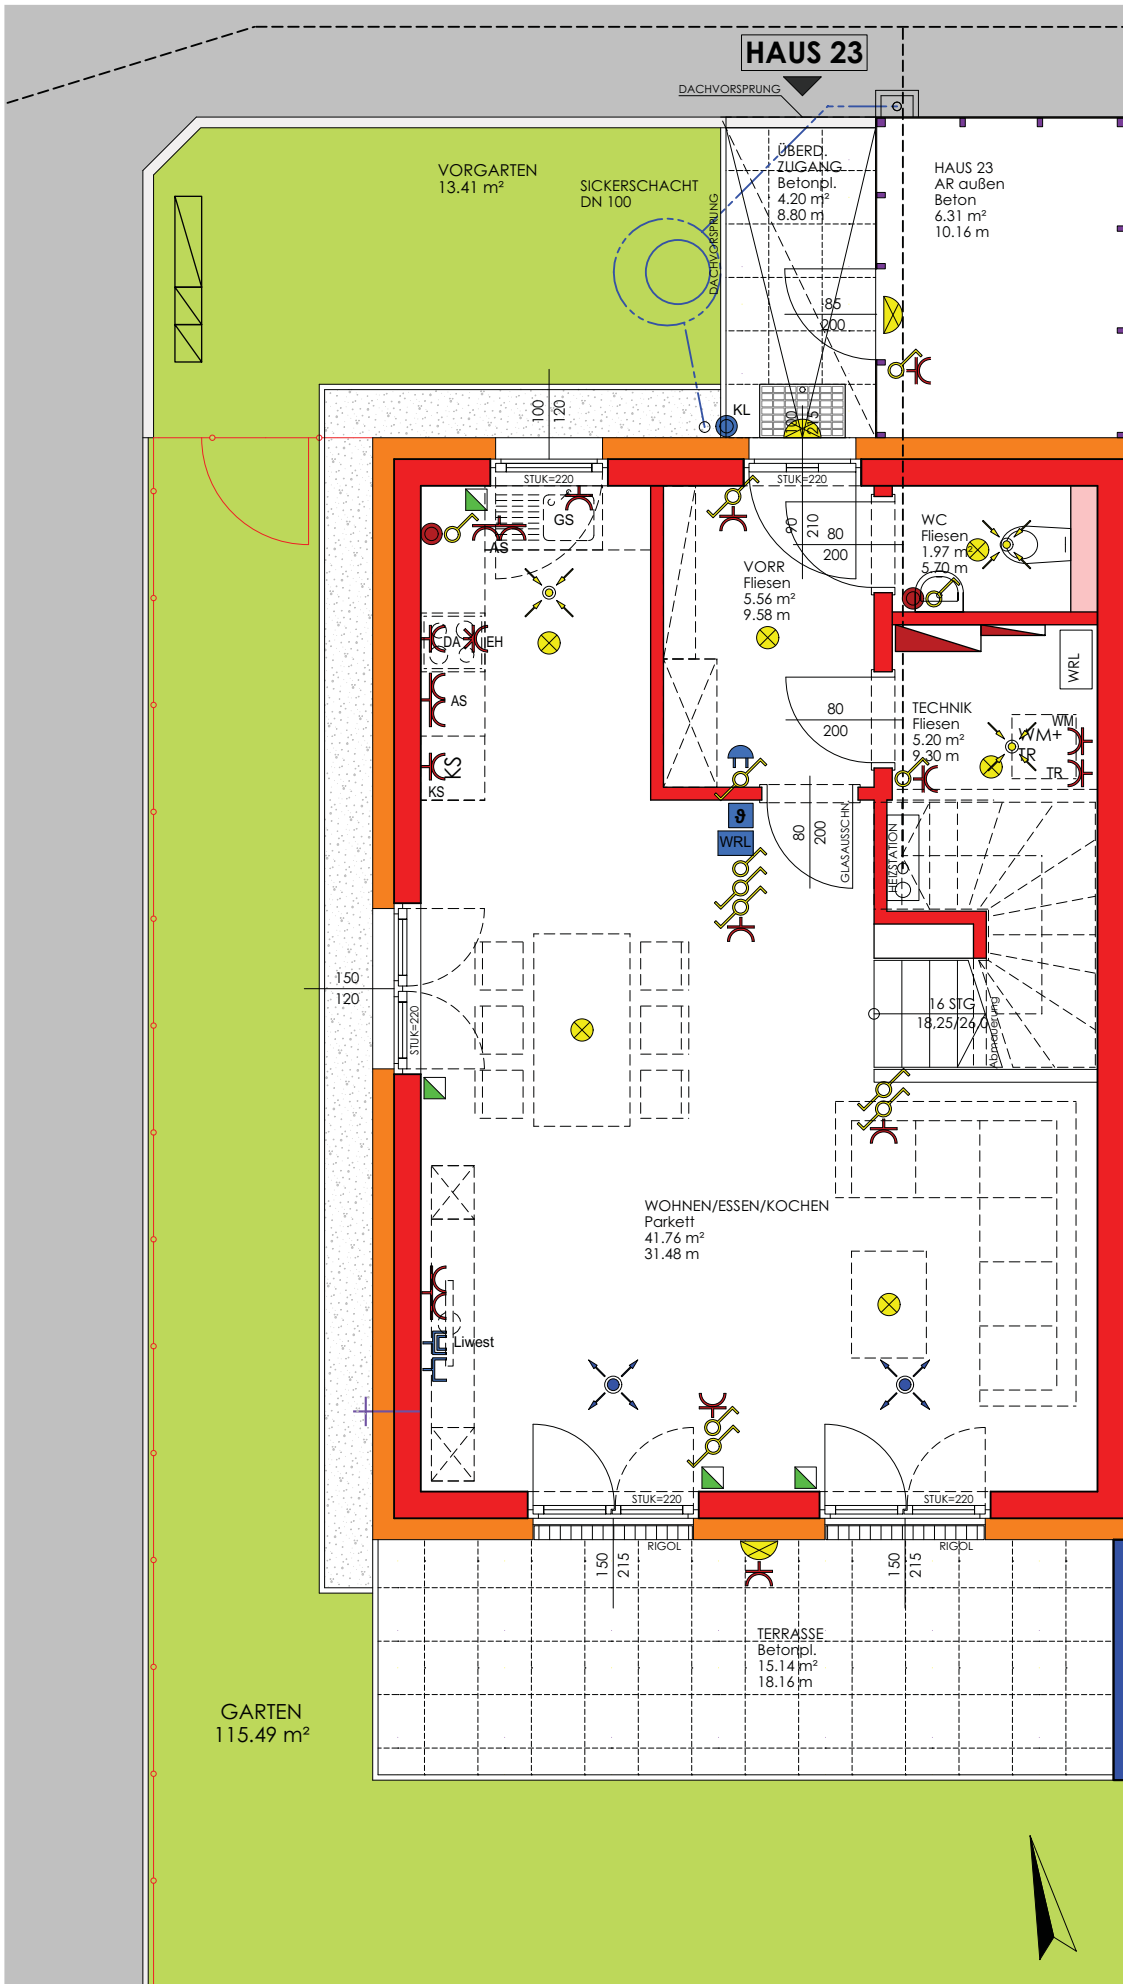 HAUS 23
DACHVORSPRUNG
VORGARTEN
13.41 m²
SICKERSCHACHT
DN 100
DACHVORSPRUNG
ÜBERD.
ZUGANG
Betonpl.
4.20 m²
8.80 m
HAUS 23
AR außen
Beton
6.31 m²
10.16 m
85
200
100
120
KL
STUK=220
STUK=220
GS
AS
90
210
80
200
WC
Fliesen
1.97 m²
5.70 m
VORR
Fliesen
5.56 m²
9.58 m
DA
EH
AS
KS
KS
WRL
80
200
TECHNIK
Fliesen
5.20 m²
9.30 m
WM
WM+
TR
TR
ϑ
WRL
80
200
GLASAUSSCHN.
HEIZSTATION
150
120
STUK=220
16 STG
18,25/26,0
Abmauerung
WOHNEN/ESSEN/KOCHEN
Parkett
41.76 m²
31.48 m
Liwest
STUK=220
STUK=220
RIGOL
RIGOL
150
215
150
215
TERRASSE
Betonpl.
15.14 m²
18.16 m
GARTEN
115.49 m²